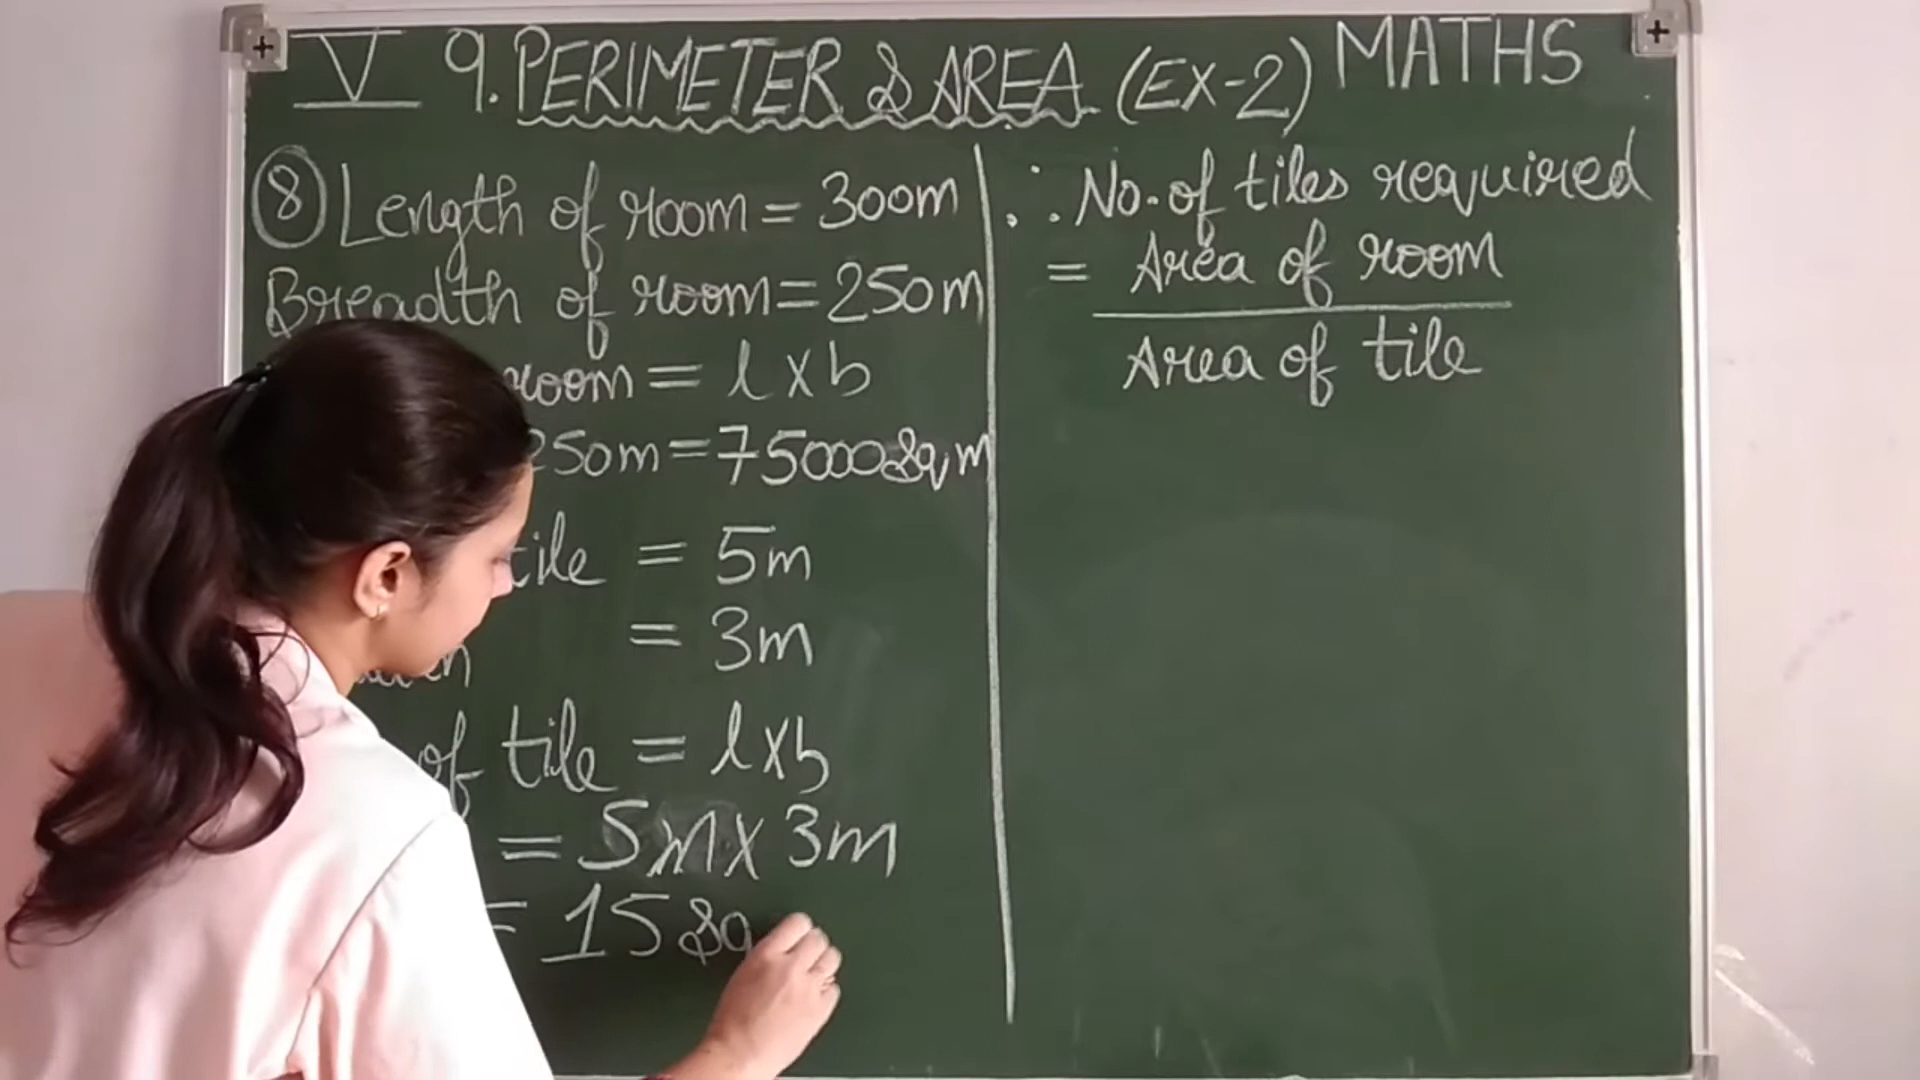 V 9. PERIMETER & AREA (EX-2) MATHS
8 Length of room = 300m
Breadth of room = 250m
room = l x b
250m = 75000 sq m
tile = 5m
= 3m
of tile = l x b
= 5m x 3m
= 15 sq
∴ No. of tiles required
= Area of room
Area of tile